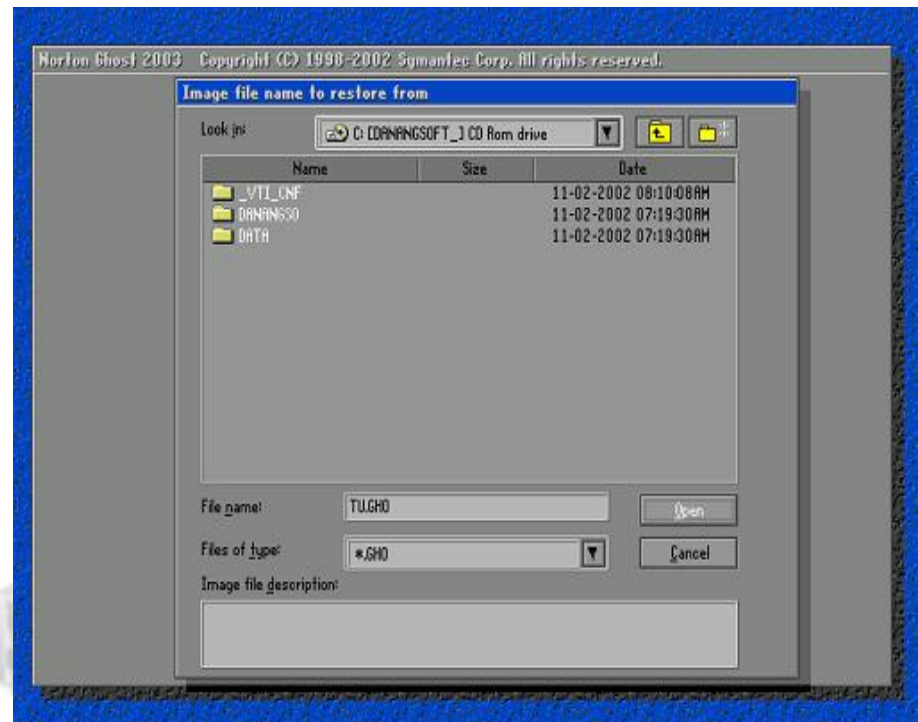 Norton Ghost 2003 Copyright (C) 1998-2002 Symantec Corp. All rights reserved.
Image file name to restore from
Look in: C: [DANANGSOFT_] CD Rom drive
Name Size Date
_VTI_CNF 11-02-2002 08:10:08AM
DANANGSO 11-02-2002 07:19:30AM
DATA 11-02-2002 07:19:30AM
File name: TU.GHO Open
Files of type: *.GHO Cancel
Image file description: